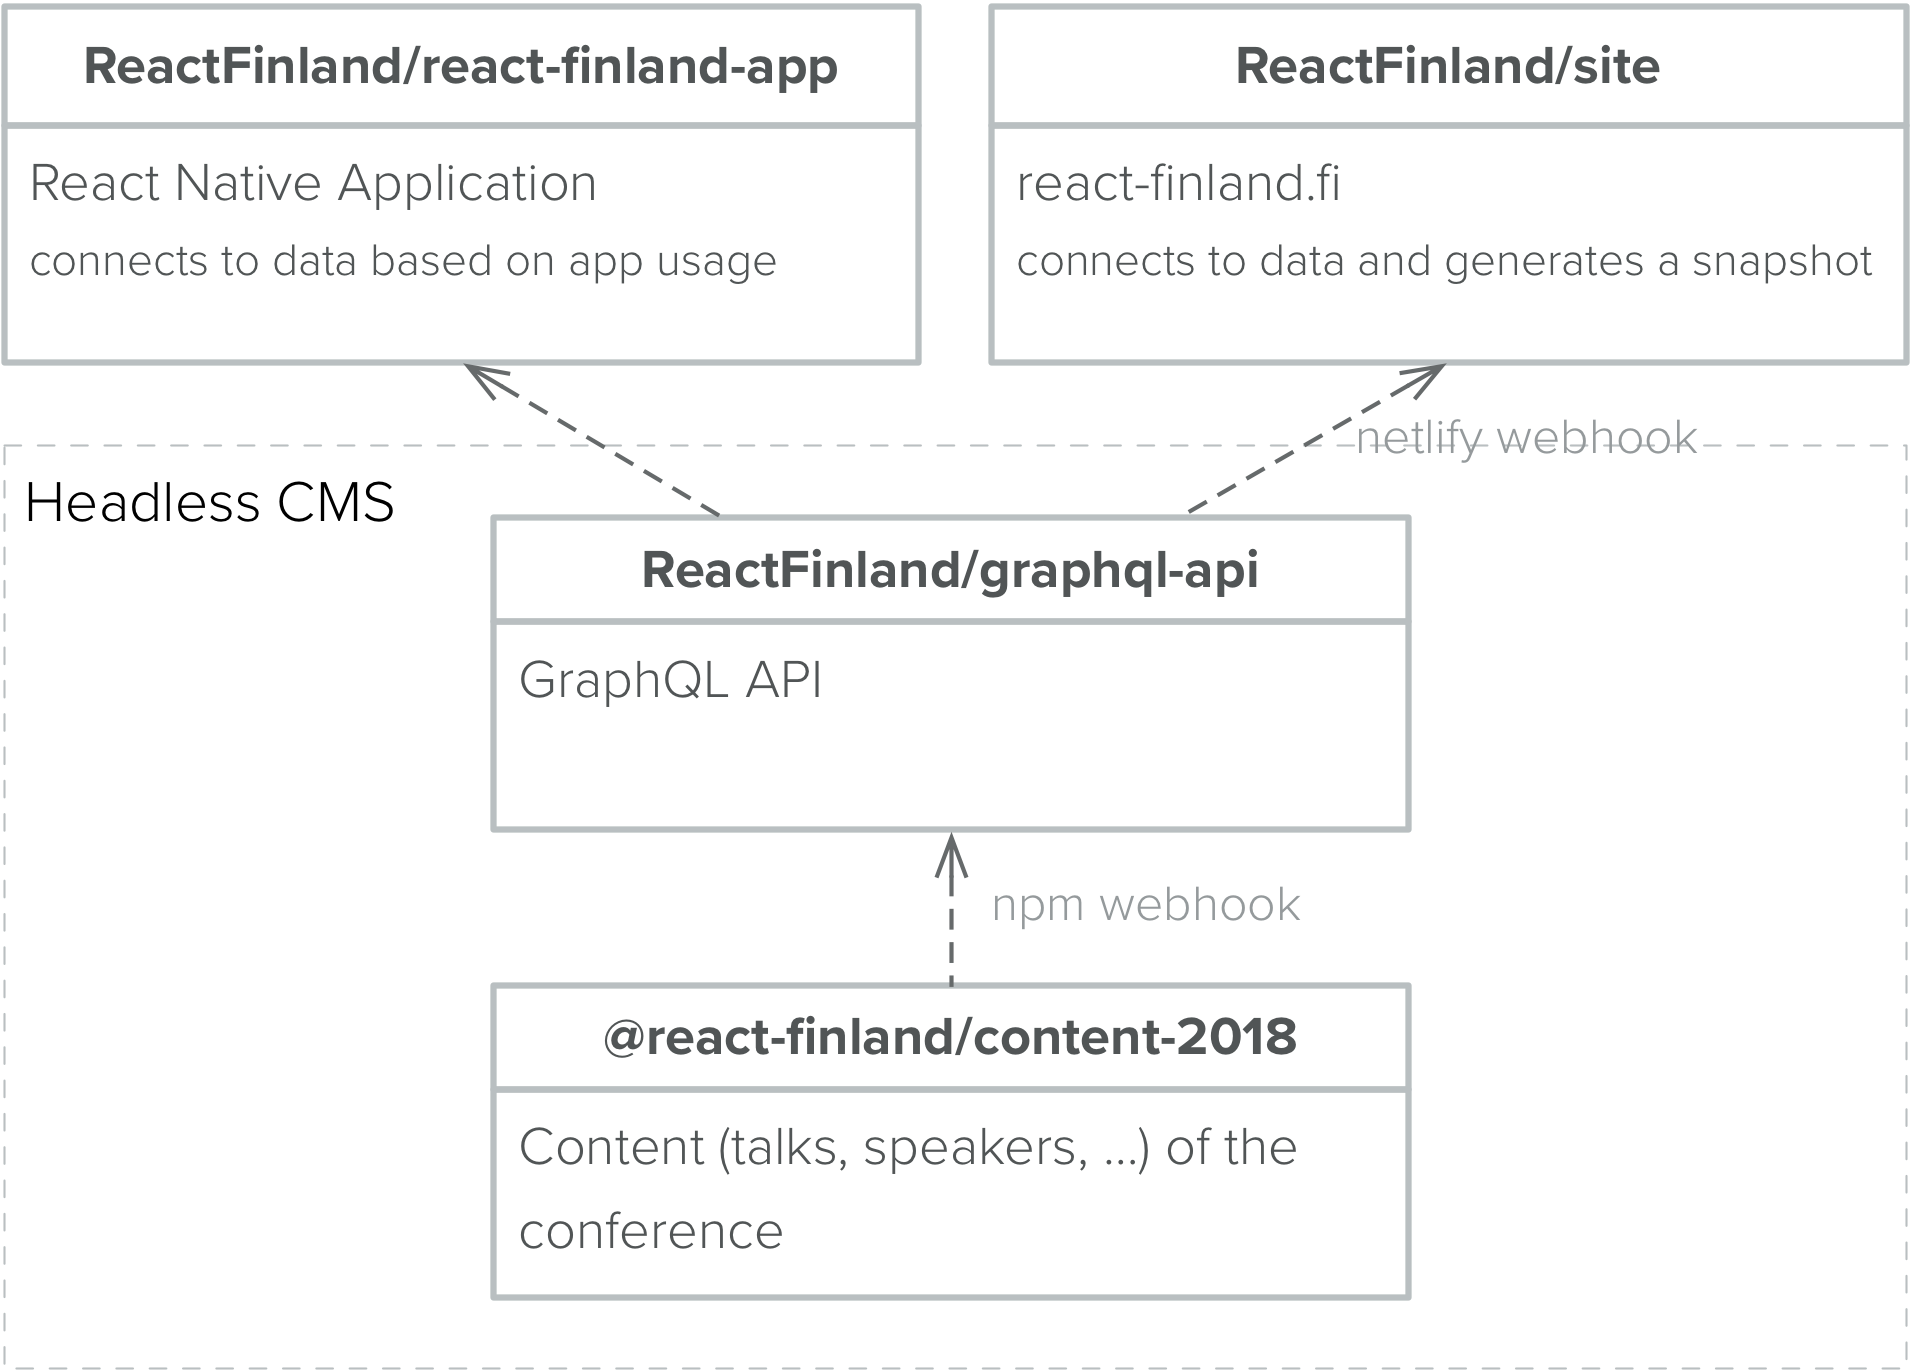 ReactFinland/react-finland-app
React Native Application
connects to data based on app usage
ReactFinland/site
react-finland.fi
connects to data and generates a snapshot
netlify webhook
Headless CMS
ReactFinland/graphql-api
GraphQL API
npm webhook
@react-finland/content-2018
Content (talks, speakers, ...) of the
conference